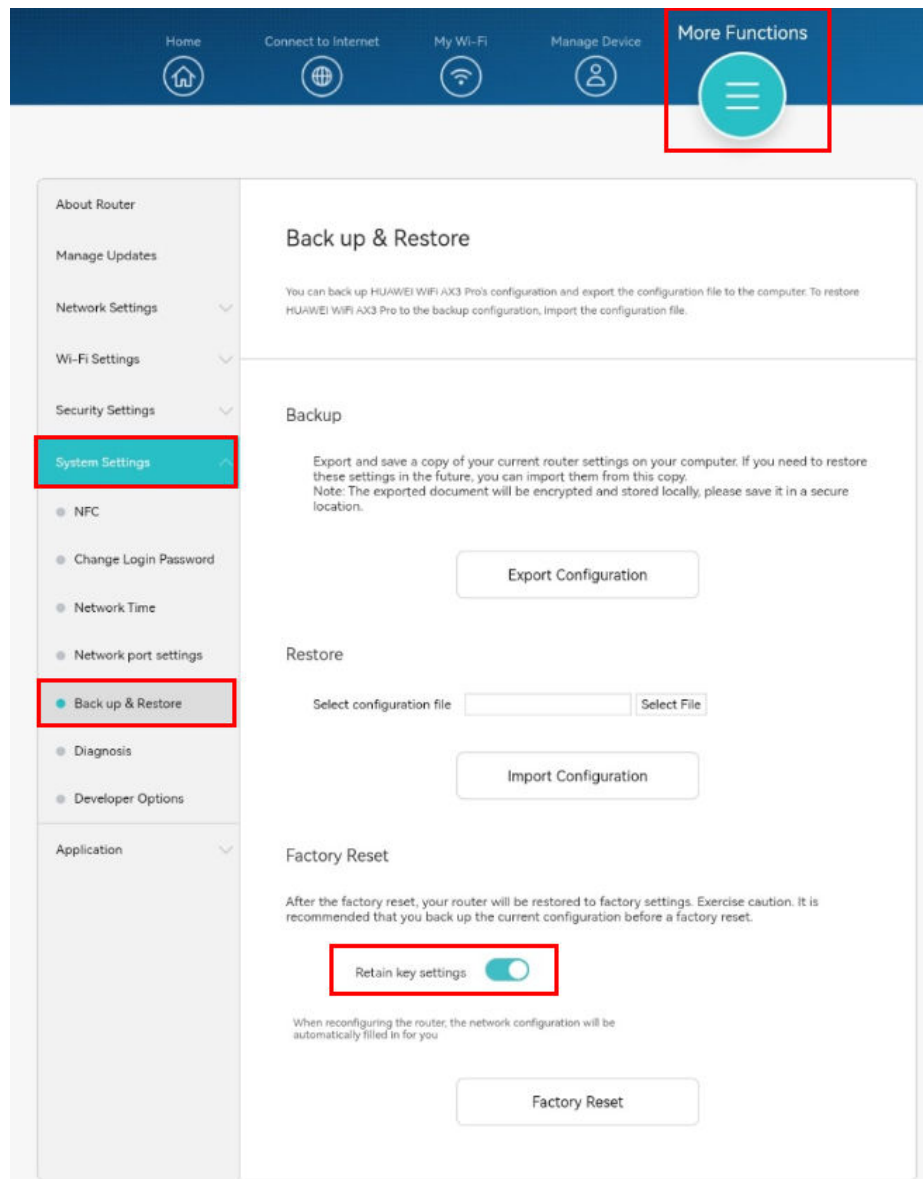 Home
Connect to Internet
My Wi-Fi
Manage Device
More Functions
About Router
Manage Updates
Network Settings
Wi-Fi Settings
Security Settings
System Settings
NFC
Change Login Password
Network Time
Network port settings
Back up & Restore
Diagnosis
Developer Options
Application
Back up & Restore
You can back up HUAWEI WiFi AX3 Pro's configuration and export the configuration file to the computer. To restore
HUAWEI WiFi AX3 Pro to the backup configuration, import the configuration file.
Backup
Export and save a copy of your current router settings on your computer. If you need to restore
these settings in the future, you can import them from this copy.
Note: The exported document will be encrypted and stored locally, please save it in a secure
location.
Export Configuration
Restore
Select configuration file
Select File
Import Configuration
Factory Reset
After the factory reset, your router will be restored to factory settings. Exercise caution. It is
recommended that you back up the current configuration before a factory reset.
Retain key settings
When reconfiguring the router, the network configuration will be
automatically filled in for you
Factory Reset